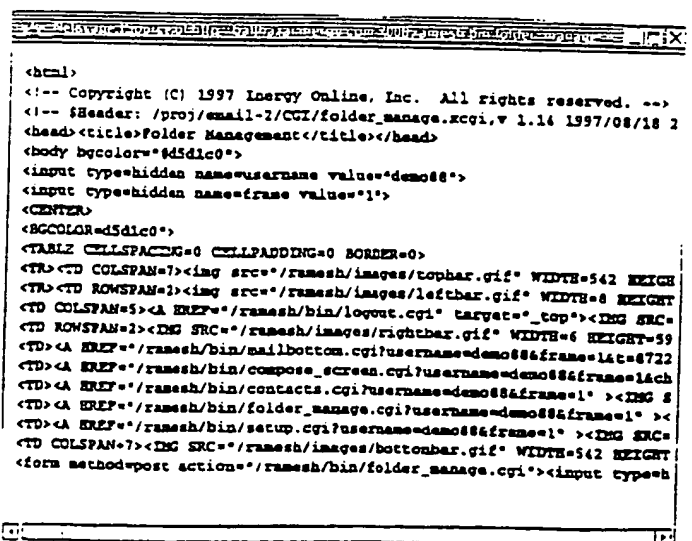 <html>
<!-- Copyright (C) 1997 Inergy Online, Inc. All rights reserved. -->
<!-- $Header: /proj/email-2/CGI/folder_manage.xcgi,v 1.14 1997/08/18 2
<head><title>Folder Management</title></head>
<body bgcolor="#d5d1c0">
<input type=hidden name=username value="demo88">
<input type=hidden name=frame value="1">
<CENTER>
<BGCOLOR=d5d1c0">
<TABLE CELLSPACING=0 CELLPADDING=0 BORDER=0>
<TR><TD COLSPAN=7><img src="/ramesh/images/topbar.gif" WIDTH=542 HEIGH
<TR><TD ROWSPAN=2><img src="/ramesh/images/leftbar.gif" WIDTH=8 HEIGHT
<TD COLSPAN=5><A HREF="/ramesh/bin/logout.cgi" target="_top"><IMG SRC=
<TD ROWSPAN=2><IMG SRC="/ramesh/images/rightbar.gif" WIDTH=6 HEIGHT=59
<TD><A HREF="/ramesh/bin/mailbottom.cgi?username=demo88&frame=1&t=8722
<TD><A HREF="/ramesh/bin/compose_screen.cgi?username=demo88&frame=1&ch
<TD><A HREF="/ramesh/bin/contacts.cgi?username=demo88&frame=1" ><IMG S
<TD><A HREF="/ramesh/bin/folder_manage.cgi?username=demo88&frame=1" ><
<TD><A HREF="/ramesh/bin/setup.cgi?username=demo88&frame=1" ><IMG SRC=
<TD COLSPAN=7><IMG SRC="/ramesh/images/bottombar.gif" WIDTH=542 HEIGHT
<form method=post action="/ramesh/bin/folder_manage.cgi"><input type=h